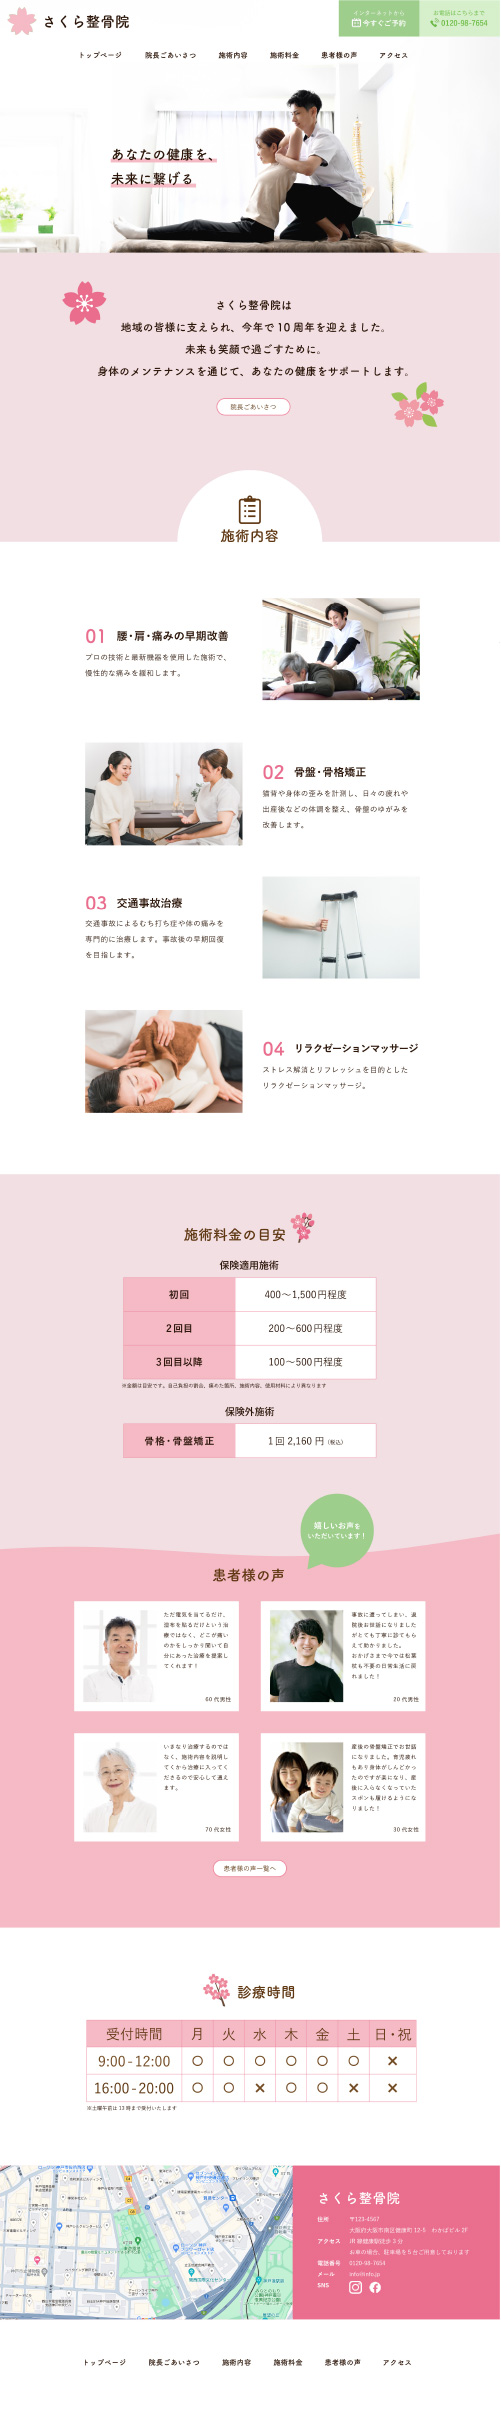 さくら整骨院
インターネットから
今すぐご予約
お電話はこちらまで
0120-98-7654
トップページ 院長ごあいさつ 施術内容 施術料金 患者様の声 アクセス
あなたの健康を、
未来に繋げる
さくら整骨院は
地域の皆様に支えられ、今年で10周年を迎えました。
未来も笑顔で過ごすために。
身体のメンテナンスを通じて、あなたの健康をサポートします。
院長ごあいさつ
施術内容
01 腰・肩・痛みの早期改善
プロの技術と最新機器を使用した施術で、
慢性的な痛みを緩和します。
02 骨盤・骨格矯正
猫背や身体の歪みを計測し、日々の疲れや
出産後などの体調を整え、骨盤のゆがみを
改善します。
03 交通事故治療
交通事故によるむち打ち症や体の痛みを
専門的に治療します。事故後の早期回復
を目指します。
04 リラクゼーションマッサージ
ストレス解消とリフレッシュを目的とした
リラクゼーションマッサージ。
施術料金の目安
保険適用施術
初回 400～1,500円程度
2回目 200～600円程度
3回目以降 100～500円程度
※金額は目安です。自己負担の割合、痛めた箇所、施術内容、使用材料により異なります
保険外施術
骨格・骨盤矯正 1回 2,160 円 (税込)
嬉しいお声を
いただいています！
患者様の声
ただ電気を当てるだけ、
湿布を貼るだけという治
療ではなく、どこが痛い
のかをしっかり聞いて自
分にあった治療を提案し
てくれます！
60代男性
事故に遭ってしまい、退
院後お世話になりました
がとても丁寧に診てもら
えて助かりました。
おかげさまで今では松葉
杖も不要の日常生活に戻
れました！
20代男性
いきなり治療するのでは
なく、施術内容を説明し
てくから治療に入ってく
ださるので安心して通え
ます。
70代女性
産後の骨盤矯正でお世話
になりました。育児疲れ
もあり身体がしんどかっ
たのですが楽になり、産
後に入らなくなっていた
ズボンも履けるようにな
りました！
30代女性
患者様の声一覧へ
診療時間
受付時間 月 火 水 木 金 土 日・祝
9:00-12:00 ○ ○ ○ ○ ○ ○ ×
16:00-20:00 ○ ○ × ○ ○ × ×
※土曜午前は13時まで受付いたします
さくら整骨院
住所 〒123-4567
大阪府大阪市南区健康町 12-5 わかばビル 2F
アクセス JR 線健康駅徒歩3分
お車の場合、駐車場を5台ご用意しております
電話番号 0120-98-7654
メール
SNS
トップページ 院長ごあいさつ 施術内容 施術料金 患者様の声 アクセス